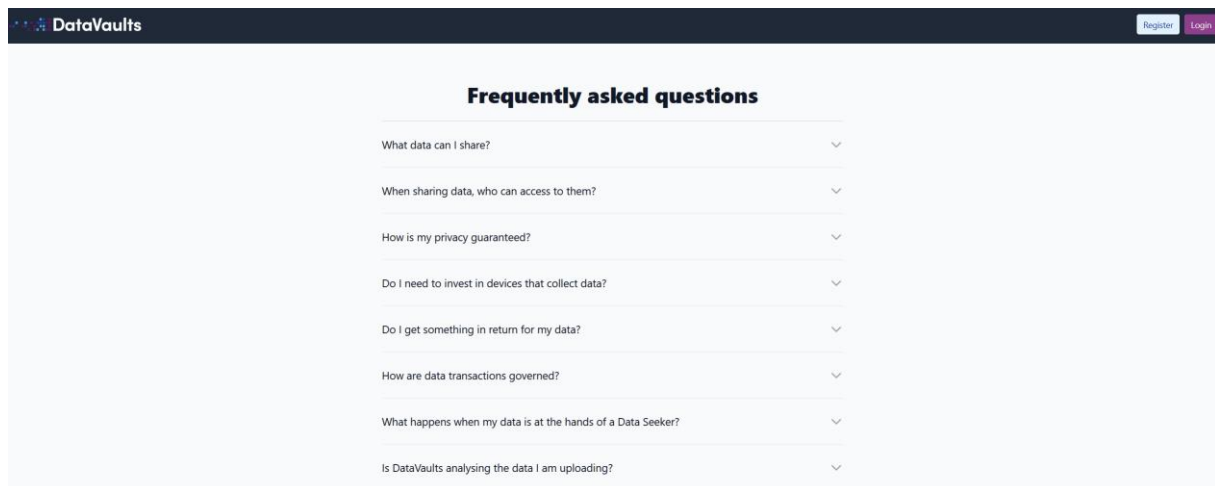 DataVaults
Register Login
Frequently asked questions
What data can I share?
When sharing data, who can access to them?
How is my privacy guaranteed?
Do I need to invest in devices that collect data?
Do I get something in return for my data?
How are data transactions governed?
What happens when my data is at the hands of a Data Seeker?
Is DataVaults analysing the data I am uploading?